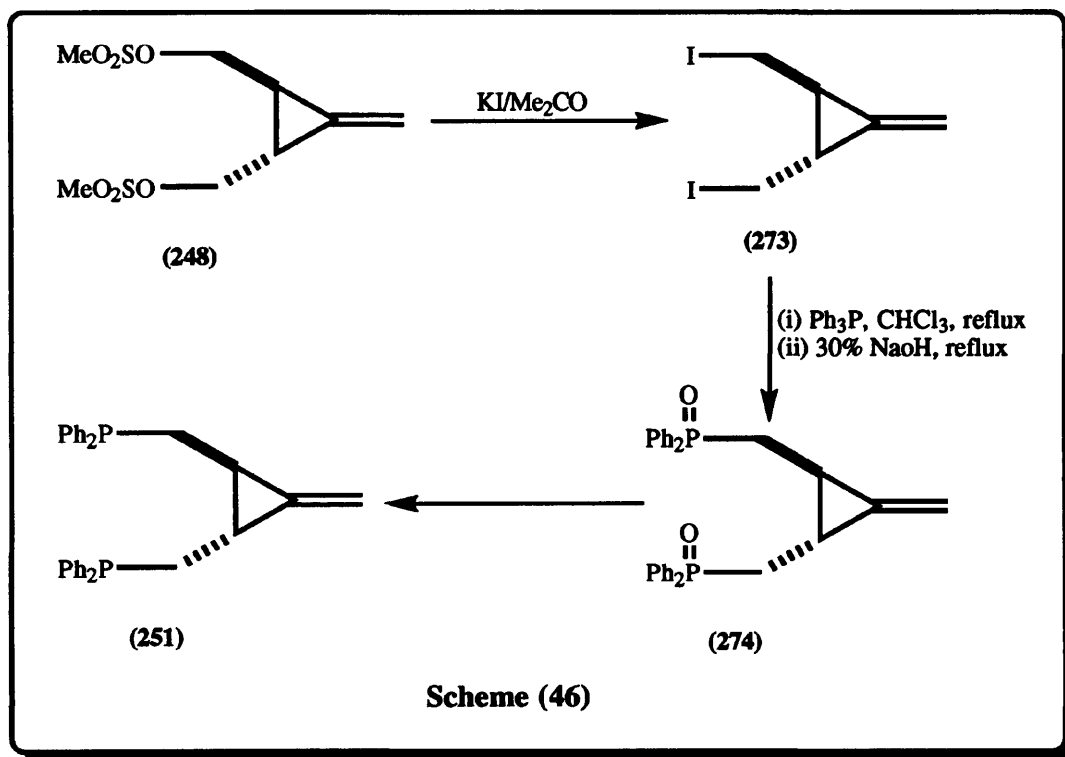 MeO₂SO
MeO₂SO
(248)
KI/Me₂CO
I
I
(273)
(i) Ph₃P, CHCl₃, reflux
(ii) 30% NaoH, reflux
O
Ph₂P
O
Ph₂P
(274)
Ph₂P
Ph₂P
(251)
Scheme (46)